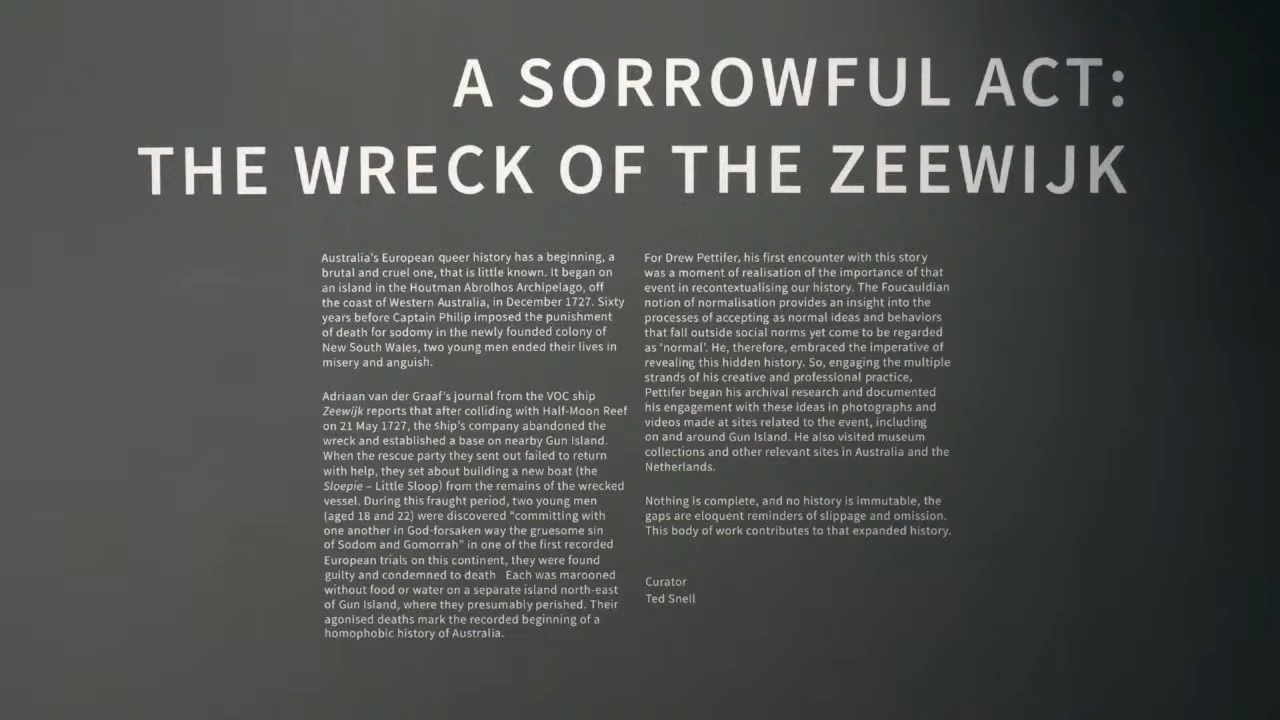 A SORROWFUL ACT:
THE WRECK OF THE ZEEWIJK
Australia's European queer history has a beginning, a
brutal and cruel one, that is little known. It began on
an island in the Houtman Abrolhos Archipelago, off
the coast of Western Australia, in December 1727. Sixty
years before Captain Philip imposed the punishment
of death for sodomy in the newly founded colony of
New South Wales, two young men ended their lives in
misery and anguish.
Adriaan van der Graaf's journal from the VOC ship
Zeewijk reports that after colliding with Half-Moon Reef
on 21 May 1727, the ship's company abandoned the
wreck and established a base on nearby Gun Island.
When the rescue party they sent out failed to return
with help, they set about building a new boat (the
Sloepie – Little Sloop) from the remains of the wrecked
vessel. During this fraught period, two young men
(aged 18 and 22) were discovered "committing with
one another in God-forsaken way the gruesome sin
of Sodom and Gomorrah" in one of the first recorded
European trials on this continent, they were found
guilty and condemned to death   Each was marooned
without food or water on a separate island north-east
of Gun Island, where they presumably perished. Their
agonised deaths mark the recorded beginning of a
homophobic history of Australia.
For Drew Pettifer, his first encounter with this story
was a moment of realisation of the importance of that
event in recontextualising our history. The Foucauldian
notion of normalisation provides an insight into the
processes of accepting as normal ideas and behaviors
that fall outside social norms yet come to be regarded
as 'normal'. He, therefore, embraced the imperative of
revealing this hidden history. So, engaging the multiple
strands of his creative and professional practice,
Pettifer began his archival research and documented
his engagement with these ideas in photographs and
videos made at sites related to the event, including
on and around Gun Island. He also visited museum
collections and other relevant sites in Australia and the
Netherlands.
Nothing is complete, and no history is immutable, the
gaps are eloquent reminders of slippage and omission.
This body of work contributes to that expanded history.
Curator
Ted Snell